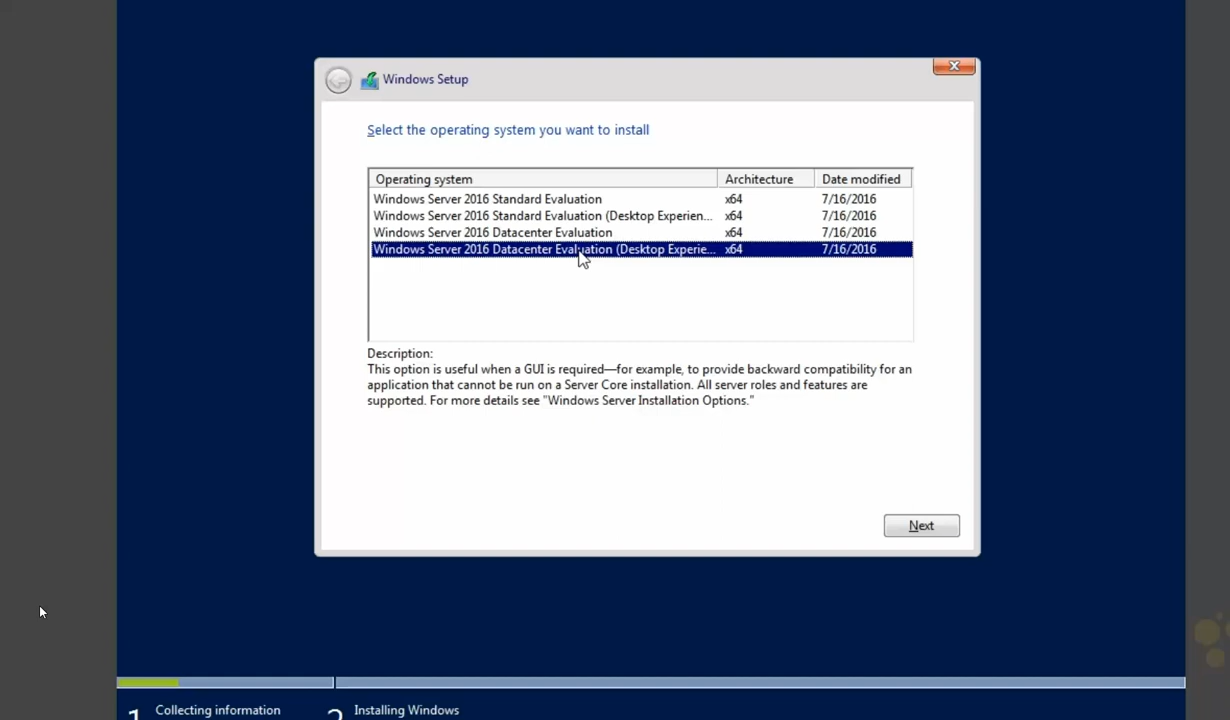 Windows Setup
Select the operating system you want to install
Operating system Architecture Date modified
Windows Server 2016 Standard Evaluation x64 7/16/2016
Windows Server 2016 Standard Evaluation (Desktop Experien... x64 7/16/2016
Windows Server 2016 Datacenter Evaluation x64 7/16/2016
Windows Server 2016 Datacenter Evaluation (Desktop Experie... x64 7/16/2016
Description:
This option is useful when a GUI is required—for example, to provide backward compatibility for an
application that cannot be run on a Server Core installation. All server roles and features are
supported. For more details see "Windows Server Installation Options."
Next
1 Collecting information 2 Installing Windows